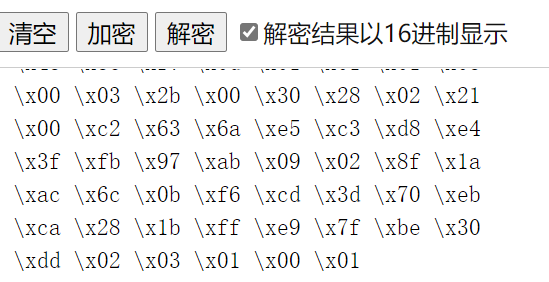 清空 加密 解密 解密结果以16进制显示
\x00 \x03 \x2b \x00 \x30 \x28 \x02 \x21
\x00 \xc2 \x63 \x6a \xe5 \xc3 \xd8 \xe4
\x3f \xfb \x97 \xab \x09 \x02 \x8f \x1a
\xac \x6c \x0b \xf6 \xcd \x3d \x70 \xeb
\xca \x28 \x1b \xff \xe9 \x7f \xbe \x30
\xdd \x02 \x03 \x01 \x00 \x01